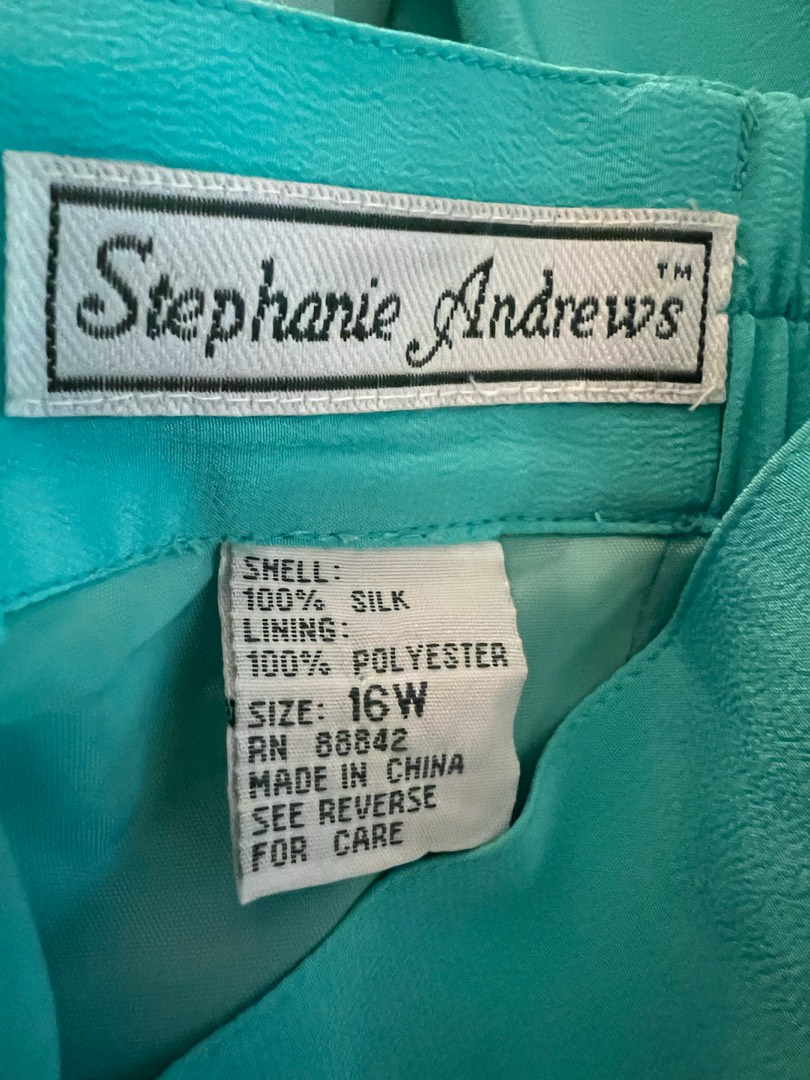 Stephanie Andrews™
SHELL:
100% SILK
LINING:
100% POLYESTER
SIZE: 16W
RN 88842
MADE IN CHINA
SEE REVERSE
FOR CARE